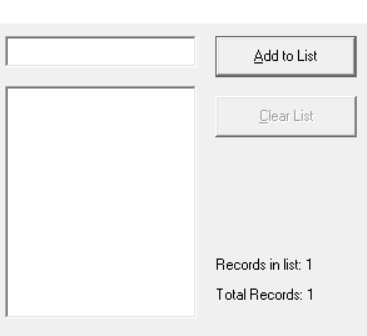 Add to List
Clear List
Records in list: 1
Total Records: 1